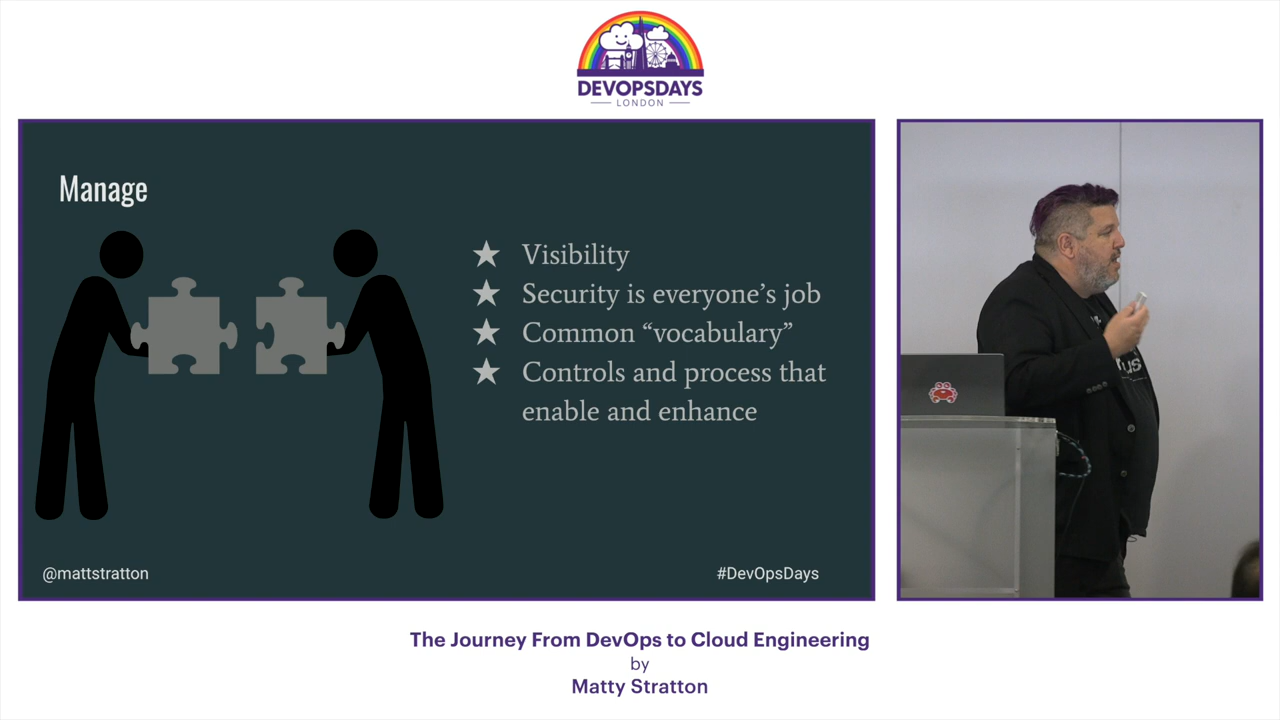 DEVOPSDAYS
LONDON
Manage
★ Visibility
★ Security is everyone’s job
★ Common “vocabulary”
★ Controls and process that
enable and enhance
@mattstratton
#DevOpsDays
us
The Journey From DevOps to Cloud Engineering
by
Matty Stratton